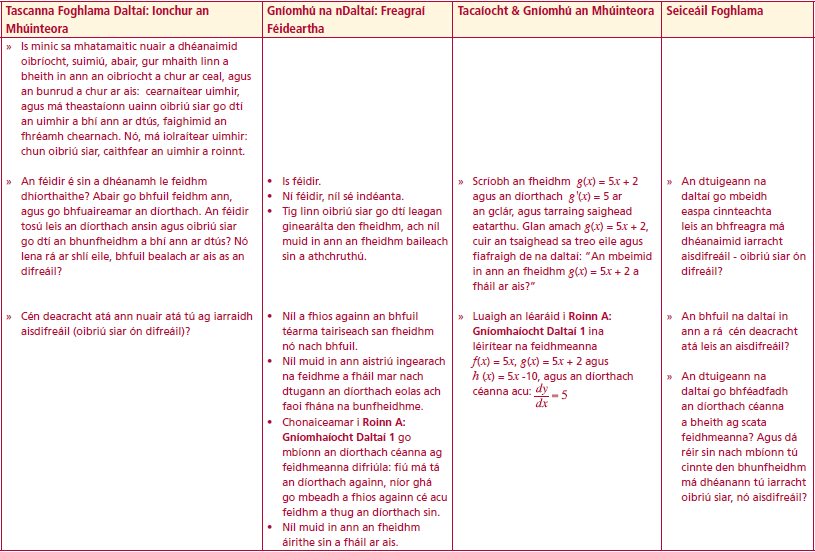 Tascanna Foghlama Daltaí: Ionchur an
Mhúinteora
Gníomhú na nDaltaí: Freagraí
Féideartha
Tacaíocht & Gníomhú an Mhúinteora
Seiceáil Foghlama
» Is minic sa mhatamaitic nuair a dhéanaimid
oibríocht, suimiú, abair, gur mhaith linn a
bheith in ann an oibríocht a chur ar ceal, agus
an bunrud a chur ar ais: cearnaítear uimhir,
agus má theastaíonn uainn oibriú siar go dtí
an uimhir a bhí ann ar dtús, faighimid an
fhréamh chearnach. Nó, má iolraítear uimhir:
chun oibriú siar, caithfear an uimhir a roinnt.
» An féidir é sin a dhéanamh le feidhm
dhíorthaithe? Abair go bhfuil feidhm ann,
agus go bhfuaireamar an díorthach. An féidir
tosú leis an díorthach ansin agus oibriú siar
go dtí an bhunfheidhm a bhí ann ar dtús? Nó
lena rá ar shlí eile, bhfuil bealach ar ais as an
difreáil?
• Is féidir.
• Ní féidir, níl sé indéanta.
• Tig linn oibriú siar go dtí leagan
ginearálta den fheidhm, ach níl
muid in ann an fheidhm baileach
sin a athchruthú.
» Scríobh an fheidhm g(x) = 5x + 2
agus an díorthach g'(x) = 5 ar
an gclár, agus tarraing saighead
eatarthu. Glan amach g(x) = 5x + 2,
cuir an tsaighead sa treo eile agus
fiafraigh de na daltaí: "An mbeimid
in ann an fheidhm g(x) = 5x + 2 a
fháil ar ais?"
» An dtuigeann na
daltaí go mbeidh
easpa cinnteachta
leis an bhfreagra má
dhéanaimid iarracht
aisdifreáil - oibriú siar ón
difreáil?
» Cén deacracht atá ann nuair atá tú ag iarraidh
aisdifreáil (oibriú siar ón difreáil)?
• Níl a fhios againn an bhfuil
téarma tairiseach san fheidhm
nó nach bhfuil.
• Níl muid in ann aistriú ingearach
na feidhme a fháil mar nach
dtugann an díorthach eolas ach
faoi fhána na bunfheidhme.
• Chonaiceamar i Roinn A:
Gníomhaíocht Daltaí 1 go
mbíonn an díorthach céanna ag
feidhmeanna difriúla: fiú má tá
an díorthach againn, níor ghá
go mbeadh a fhios againn cé acu
feidhm a thug an díorthach sin.
• Níl muid in ann an fheidhm
áirithe sin a fháil ar ais.
» Luaigh an léaráid i Roinn A:
Gníomhaíocht Daltaí 1 ina
léirítear na feidhmeanna
f(x) = 5x, g(x) = 5x + 2 agus
h (x) = 5x -10, agus an díorthach
céanna acu: dy/dx = 5
» An bhfuil na daltaí in
ann a rá cén deacracht
atá leis an aisdifreáil?
» An dtuigeann na
daltaí go bhféadfadh
an díorthach céanna
a bheith ag scata
feidhmeanna? Agus dá
réir sin nach mbíonn tú
cinnte den bhunfheidhm
má dhéanann tú iarracht
oibriú siar, nó aisdifreáil?